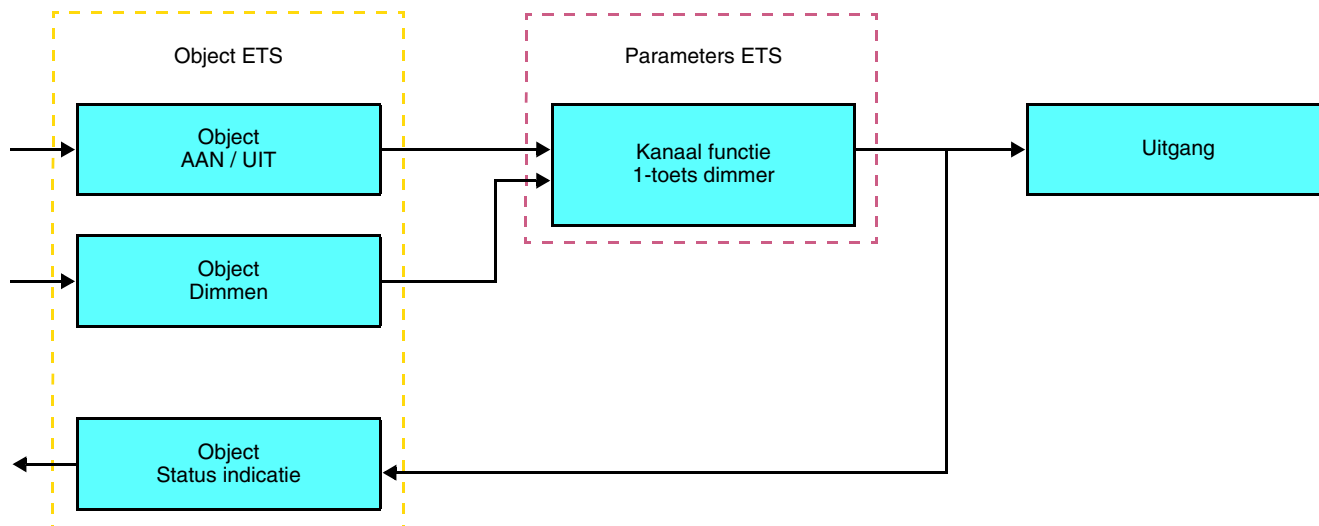 Object ETS
Parameters ETS
Object
AAN / UIT
Kanaal functie
1-toets dimmer
Uitgang
Object
Dimmen
Object
Status indicatie